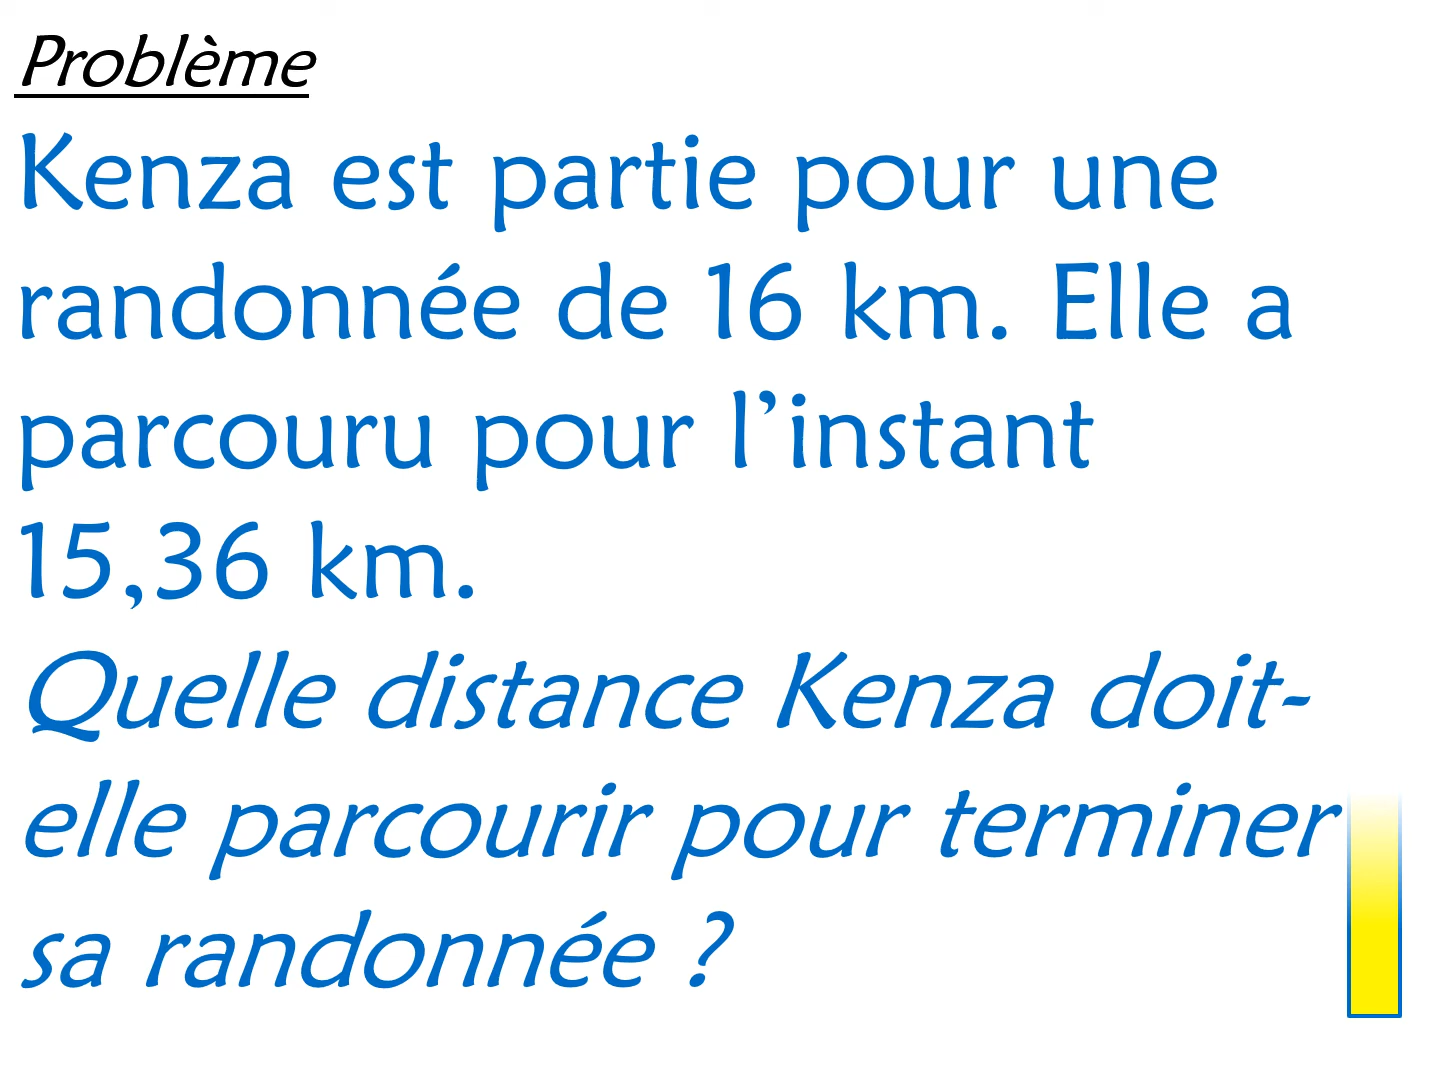 Problème
Kenza est partie pour une
randonnée de 16 km. Elle a
parcouru pour l’instant
15,36 km.
Quelle distance Kenza doit-
elle parcourir pour terminer
sa randonnée ?